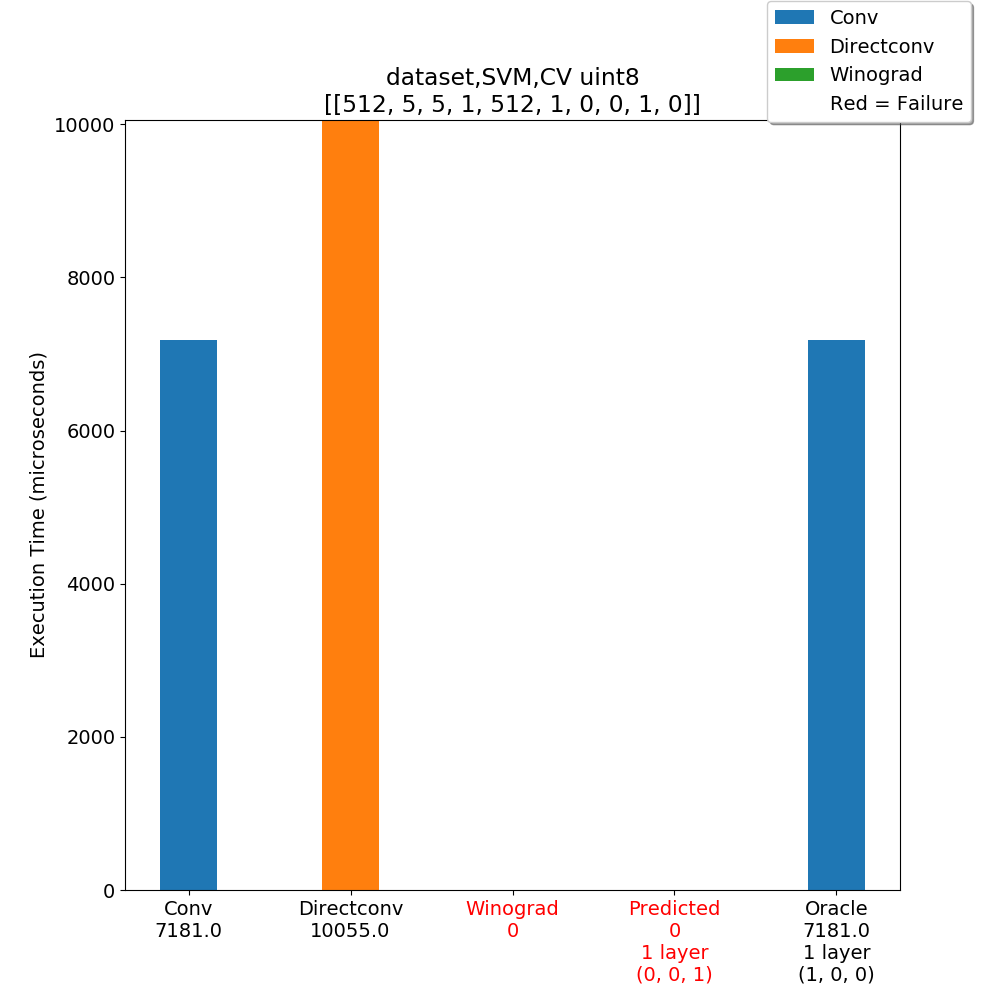 Conv
Directconv
Winograd
Red = Failure
dataset,SVM,CV uint8
[[512, 5, 5, 1, 512, 1, 0, 0, 1, 0]]
Execution Time (microseconds)
10000
8000
6000
4000
2000
0
Conv
7181.0
Directconv
10055.0
Winograd
0
Predicted
0
1 layer
(0, 0, 1)
Oracle
7181.0
1 layer
(1, 0, 0)